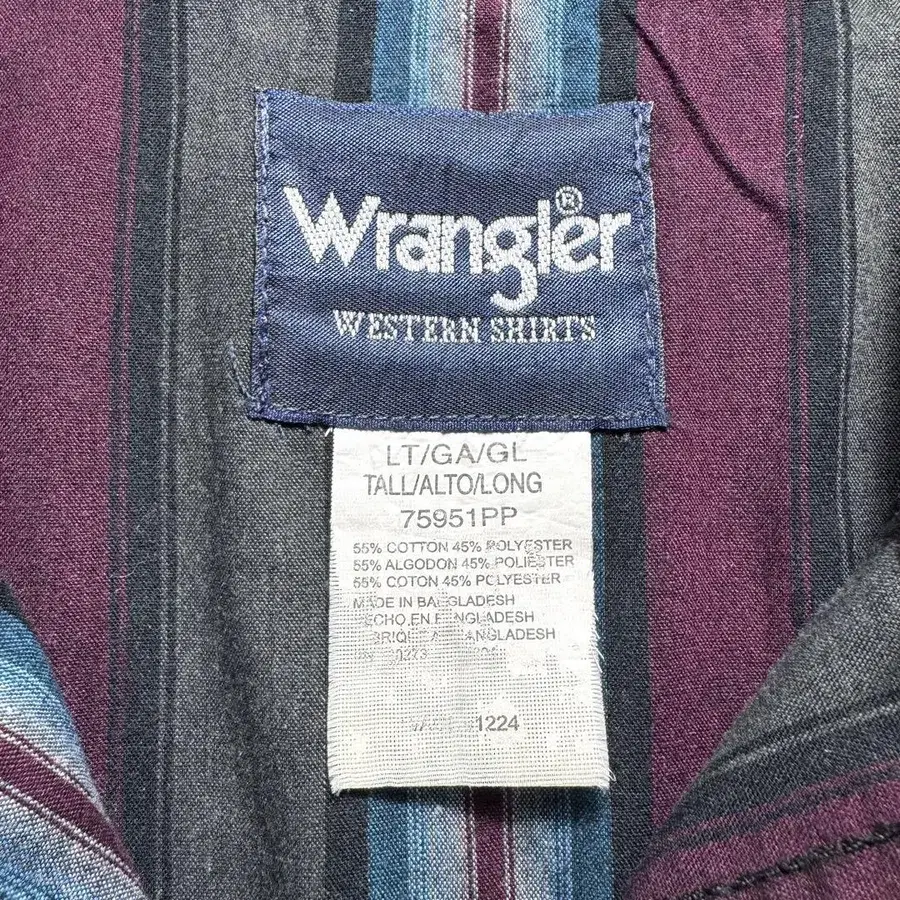 Wrangler®
WESTERN SHIRTS
LT/GA/GL
TALL/ALTO/LONG
75951PP
55% COTTON 45% POLYESTER
55% ALGODON 45% POLIESTER
55% COTON 45% POLYESTER
MADE IN BANGLADESH
EN
1224